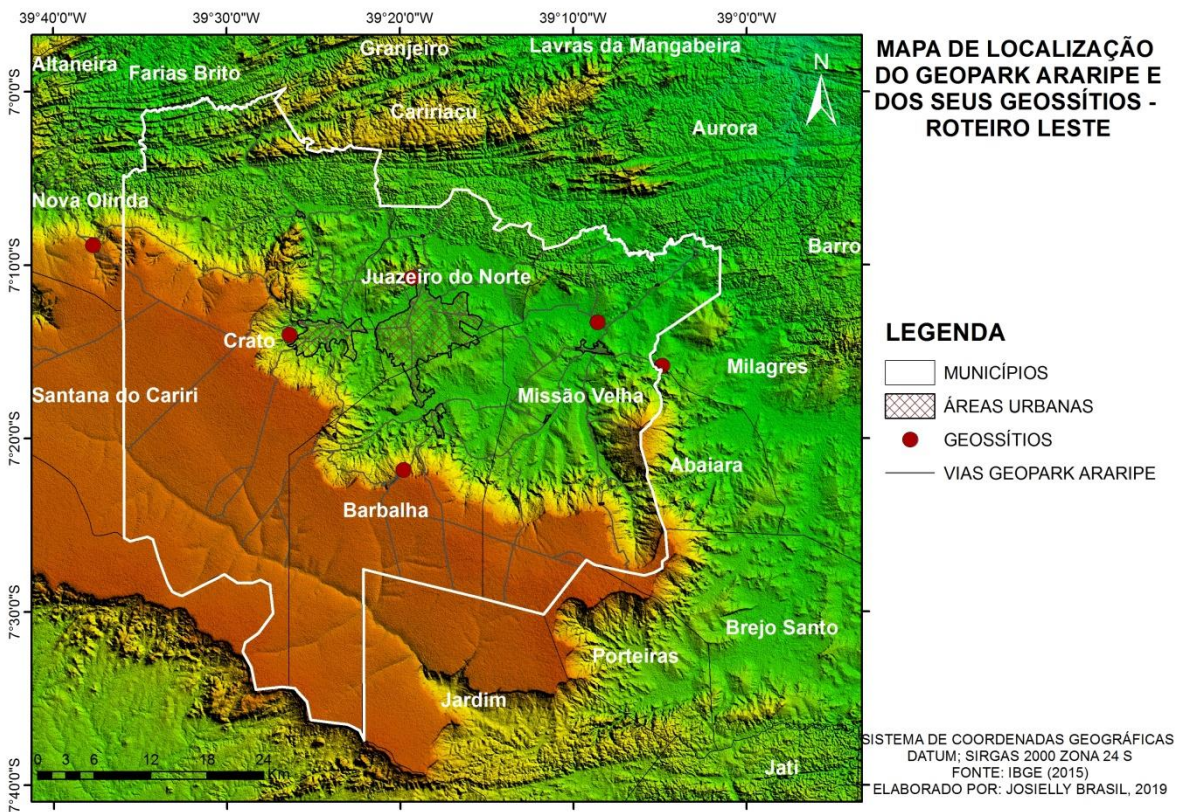 39°40'0"W 39°30'0"W 39°20'0"W 39°10'0"W 39°0'0"W
MAPA DE LOCALIZAÇÃO
DO GEOPARK ARARIPE E
DOS SEUS GEOSSÍTIOS -
ROTEIRO LESTE
Altaneira
Farias Brito
Granjeiro
Lavras da Mangabeira
N
7°0'0"S
Caririaçu
Aurora
Nova Olinda
Barro
7°10'0"S
7°10'0"S
Juazeiro do Norte
Crato
Milagres
Santana do Cariri
Missão Velha
7°20'0"S
Abaiara
Barbalha
7°30'0"S
Brejo Santo
Porteiras
Jardim
Jati
0 3 6 12 18 24
Km
7°40'0"S
LEGENDA
MUNICÍPIOS
ÁREAS URBANAS
GEOSSÍTIOS
VIAS GEOPARK ARARIPE
SISTEMA DE COORDENADAS GEOGRÁFICAS
DATUM; SIRGAS 2000 ZONA 24 S
FONTE: IBGE (2015)
ELABORADO POR: JOSIELLY BRASIL, 2019